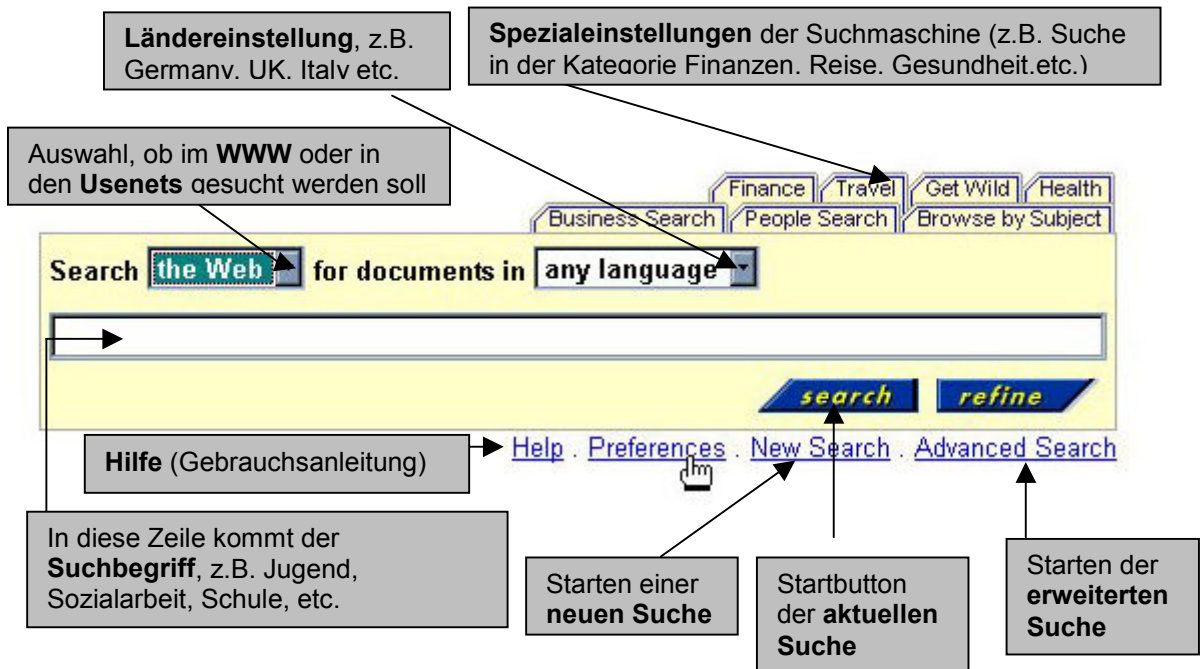 Ländereinstellung, z.B.
Germany, UK, Italy etc.
Spezialeinstellungen der Suchmaschine (z.B. Suche
in der Kategorie Finanzen, Reise, Gesundheit,etc.)
Auswahl, ob im WWW oder in
den Usenets gesucht werden soll
Finance Travel Get Wild Health
Business Search People Search Browse by Subject
Search the Web for documents in any language
search refine
Hilfe (Gebrauchsanleitung)
Help . Preferences . New Search . Advanced Search
In diese Zeile kommt der
Suchbegriff, z.B. Jugend,
Sozialarbeit, Schule, etc.
Starten einer
neuen Suche
Startbutton
der aktuellen
Suche
Starten der
erweiterten
Suche